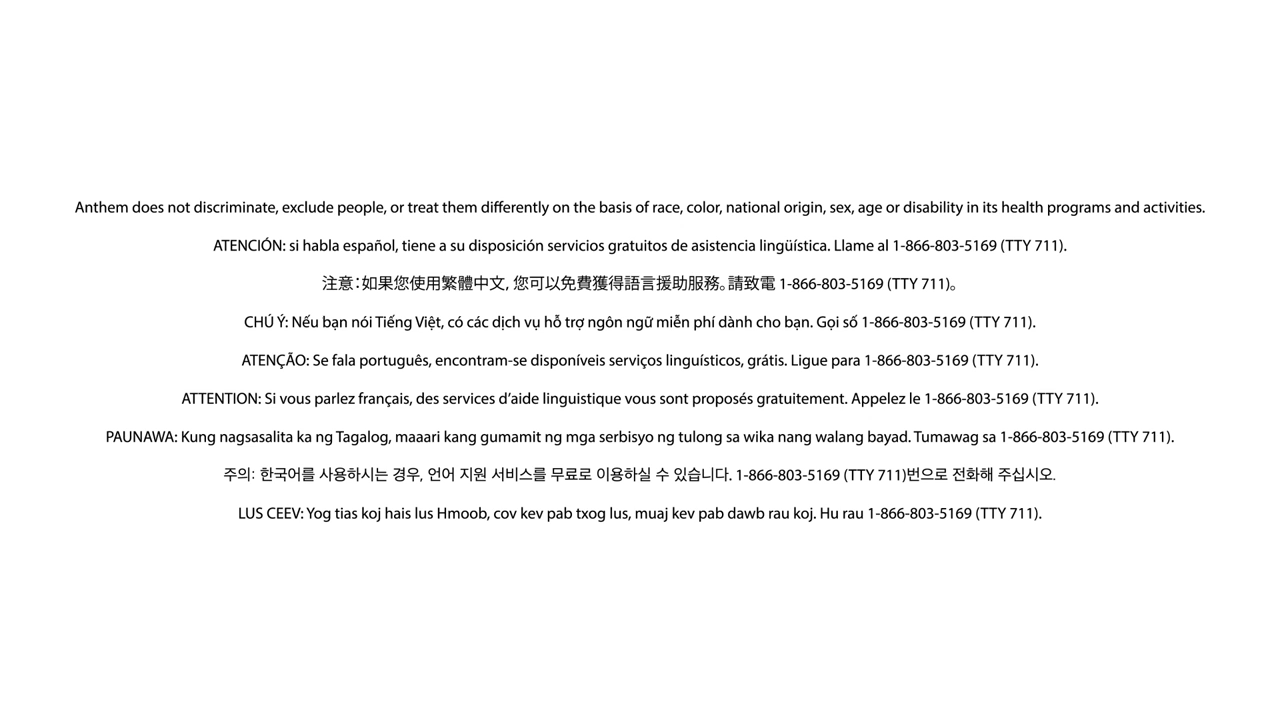 Anthem does not discriminate, exclude people, or treat them differently on the basis of race, color, national origin, sex, age or disability in its health programs and activities.
ATENCIÓN: si habla español, tiene a su disposición servicios gratuitos de asistencia lingüística. Llame al 1-866-803-5169 (TTY 711).
注意：如果您使用繁體中文, 您可以免費獲得語言援助服務。請致電 1-866-803-5169 (TTY 711)。
CHÚ Ý: Nếu bạn nói Tiếng Việt, có các dịch vụ hỗ trợ ngôn ngữ miễn phí dành cho bạn. Gọi số 1-866-803-5169 (TTY 711).
ATENÇÃO: Se fala português, encontram-se disponíveis serviços linguísticos, grátis. Ligue para 1-866-803-5169 (TTY 711).
ATTENTION: Si vous parlez français, des services d’aide linguistique vous sont proposés gratuitement. Appelez le 1-866-803-5169 (TTY 711).
PAUNAWA: Kung nagsasalita ka ng Tagalog, maaari kang gumamit ng mga serbisyo ng tulong sa wika nang walang bayad. Tumawag sa 1-866-803-5169 (TTY 711).
주의: 한국어를 사용하시는 경우, 언어 지원 서비스를 무료로 이용하실 수 있습니다. 1-866-803-5169 (TTY 711)번으로 전화해 주십시오.
LUS CEEV: Yog tias koj hais lus Hmoob, cov kev pab txog lus, muaj kev pab dawb rau koj. Hu rau 1-866-803-5169 (TTY 711).